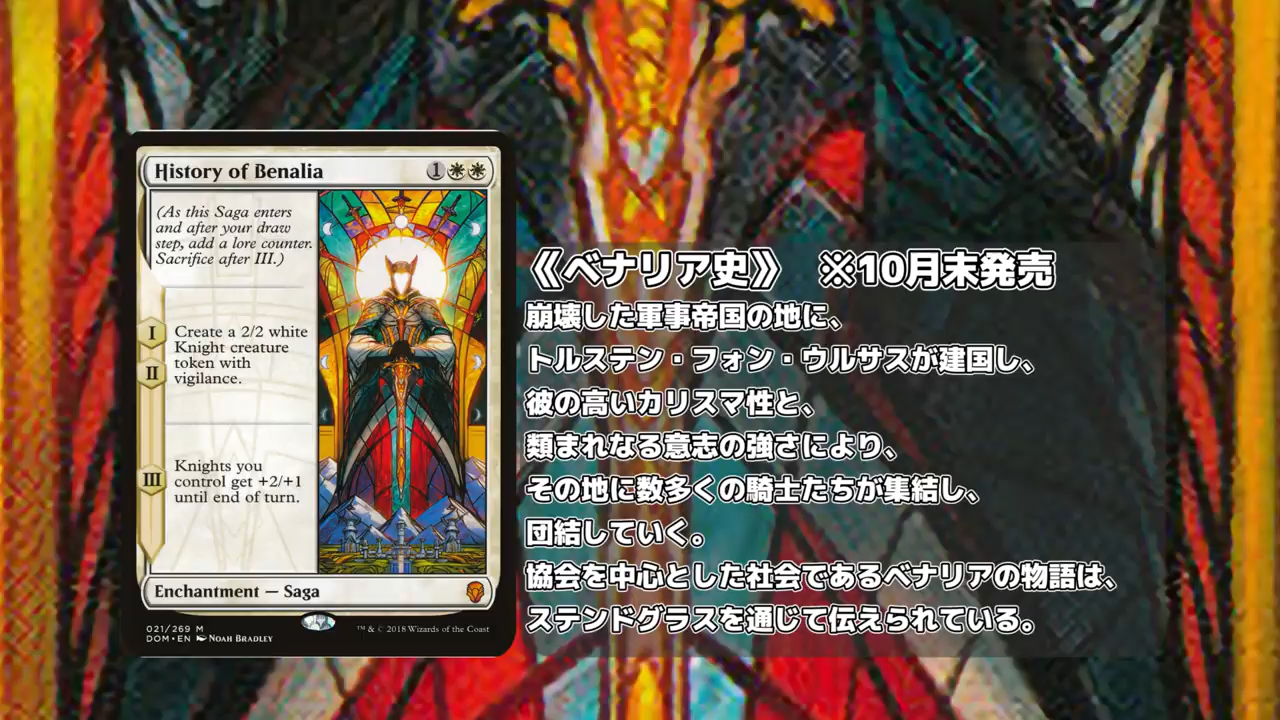 History of Benalia 1
(As this Saga enters
and after your draw
step, add a lore counter.
Sacrifice after III.)
I
II
Create a 2/2 white
Knight creature
token with
vigilance.
III
Knights you
control get +2/+1
until end of turn.
Enchantment — Saga
021/269 M
DOM • EN NOAH BRADLEY
™ & © 2018 Wizards of the Coast
《ベナリア史》 ※10月末発売
崩壊した軍事帝国の地に、
トルステン・フォン・ウルサスが建国し、
彼の高いカリスマ性と、
類まれなる意志の強さにより、
その地に数多くの騎士たちが集結し、
団結していく。
協会を中心とした社会であるベナリアの物語は、
ステンドグラスを通じて伝えられている。